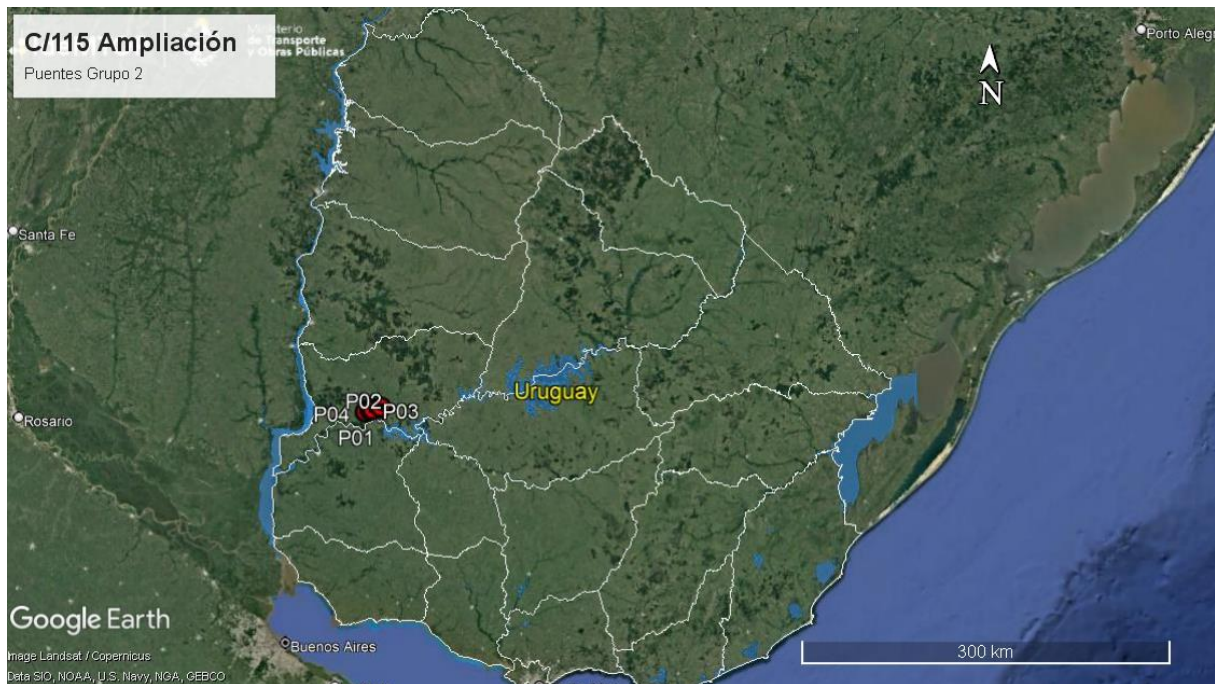 C/115 Ampliación
Puentes Grupo 2
Ministerio
de Transporte
y Obras Públicas
N
Porto Alegr
Santa Fe
Rosario
Uruguay
P02
P04
P03
P01
Google Earth
Buenos Aires
Image Landsat / Copernicus
Data SIO, NOAA, U.S. Navy, NGA, GEBCO
300 km